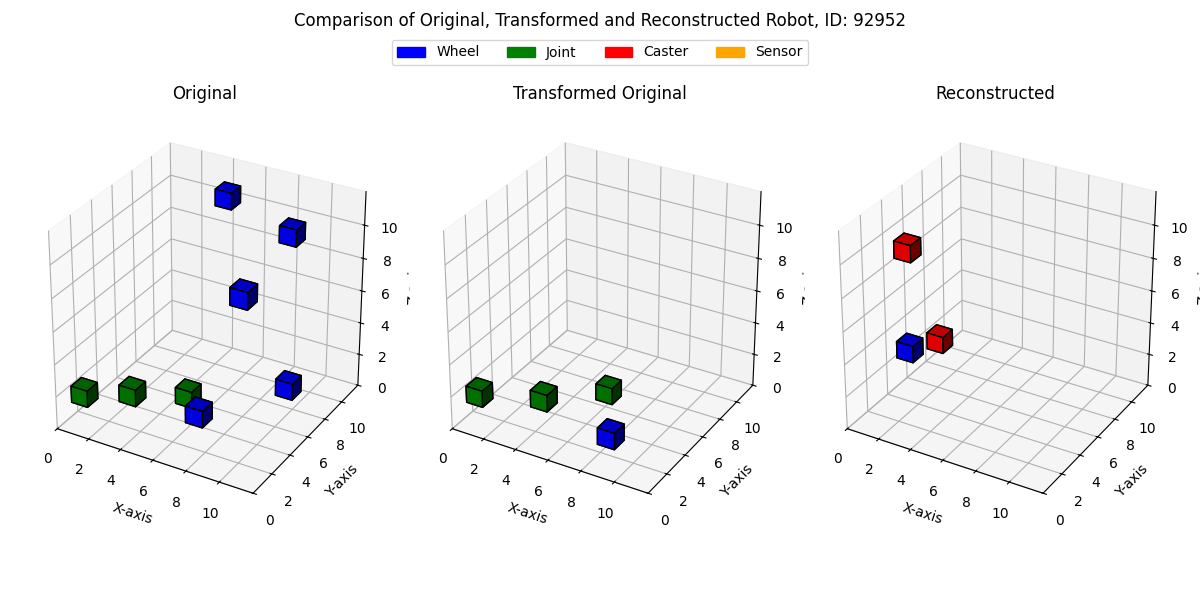 Comparison of Original, Transformed and Reconstructed Robot, ID: 92952
Wheel Joint Caster Sensor
Original Transformed Original Reconstructed
10 10 10
8 8 8
6 6 6
4 4 4
2 2 2
0 0 0
10 10 10
8 8 8
6 6 6
4 4 4
2 2 2
0 0 0
0 2 4 6 8 10 0 2 4 6 8 10 0 2 4 6 8 10
X-axis Y-axis X-axis Y-axis X-axis Y-axis